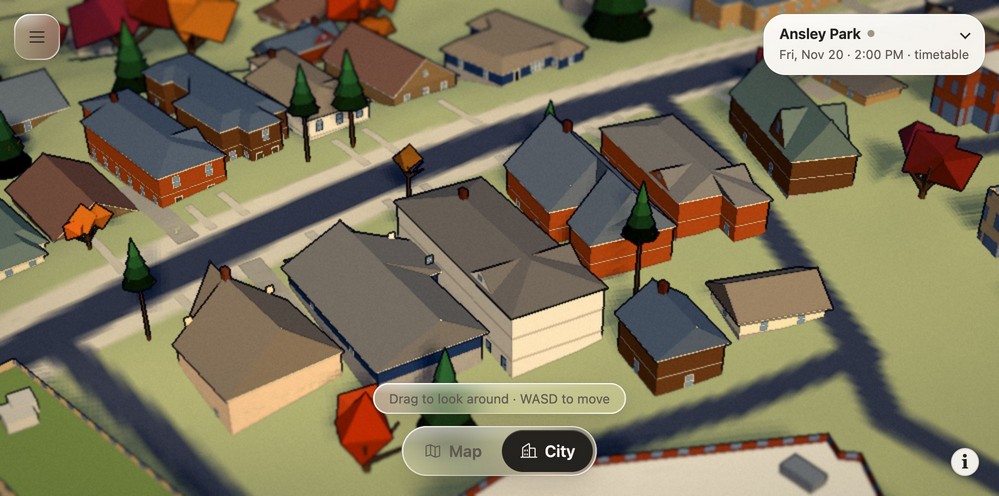 Ansley Park
Fri, Nov 20 · 2:00 PM · timetable
Drag to look around · WASD to move
Map
City
i